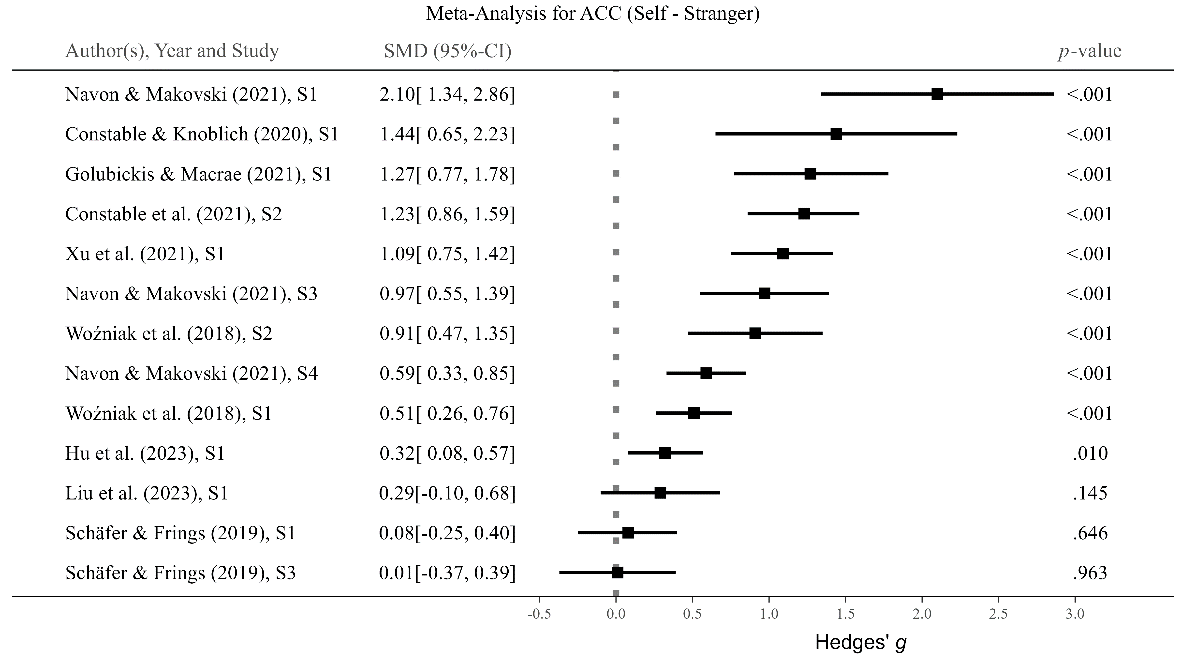 Meta-Analysis for ACC (Self - Stranger)
Author(s), Year and Study SMD (95%-CI) p-value
Navon & Makovski (2021), S1 2.10[ 1.34, 2.86] <.001
Constable & Knoblich (2020), S1 1.44[ 0.65, 2.23] <.001
Golubickis & Macrae (2021), S1 1.27[ 0.77, 1.78] <.001
Constable et al. (2021), S2 1.23[ 0.86, 1.59] <.001
Xu et al. (2021), S1 1.09[ 0.75, 1.42] <.001
Navon & Makovski (2021), S3 0.97[ 0.55, 1.39] <.001
Woźniak et al. (2018), S2 0.91[ 0.47, 1.35] <.001
Navon & Makovski (2021), S4 0.59[ 0.33, 0.85] <.001
Woźniak et al. (2018), S1 0.51[ 0.26, 0.76] <.001
Hu et al. (2023), S1 0.32[ 0.08, 0.57] .010
Liu et al. (2023), S1 0.29[-0.10, 0.68] .145
Schäfer & Frings (2019), S1 0.08[-0.25, 0.40] .646
Schäfer & Frings (2019), S3 0.01[-0.37, 0.39] .963
-0.5 0.0 0.5 1.0 1.5 2.0 2.5 3.0
Hedges' g